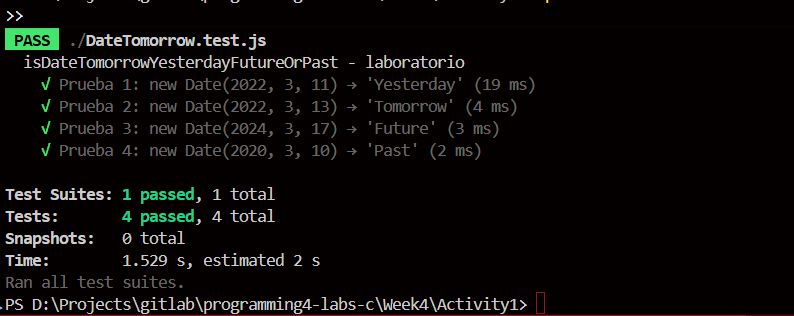 >>
PASS ./DateTomorrow.test.js
isDateTomorrowYesterdayFutureOrPast - laboratorio
√ Prueba 1: new Date(2022, 3, 11) → 'Yesterday' (19 ms)
√ Prueba 2: new Date(2022, 3, 13) → 'Tomorrow' (4 ms)
√ Prueba 3: new Date(2024, 3, 17) → 'Future' (3 ms)
√ Prueba 4: new Date(2020, 3, 10) → 'Past' (2 ms)
Test Suites: 1 passed, 1 total
Tests: 4 passed, 4 total
Snapshots: 0 total
Time: 1.529 s, estimated 2 s
Ran all test suites.
PS D:\Projects\gitlab\programming4-labs-c\Week4\Activity1>